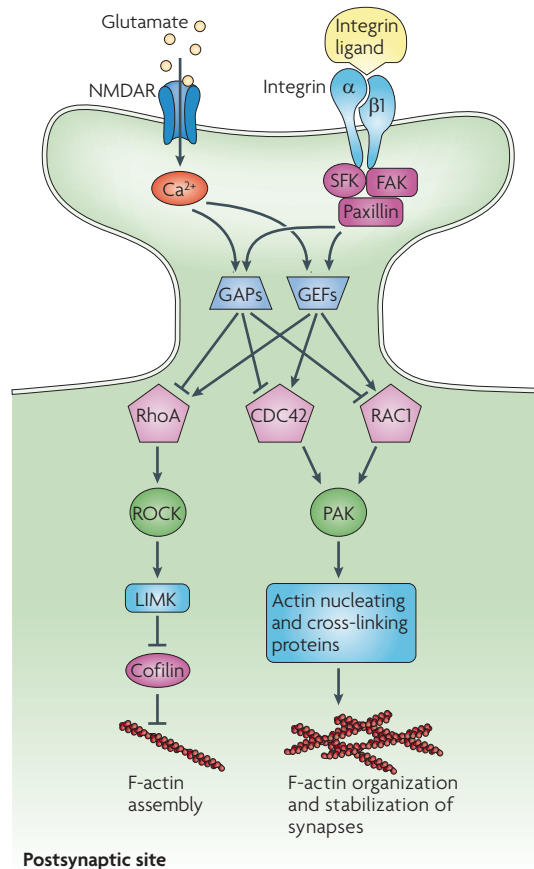 Glutamate
Integrin
ligand
NMDAR
Integrin
α
β1
Ca2+
SFK
FAK
Paxillin
GAPs
GEFs
RhoA
CDC42
RAC1
ROCK
PAK
LIMK
Actin nucleating
and cross-linking
proteins
Cofilin
F-actin
assembly
F-actin organization
and stabilization of
synapses
Postsynaptic site